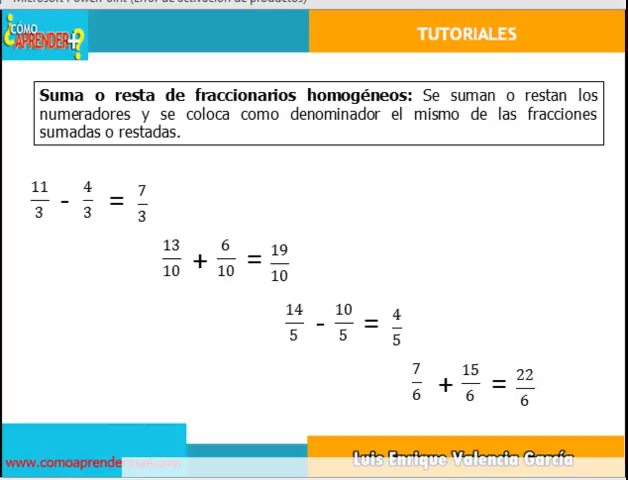 Microsoft PowerPoint (Error de activación de productos)
¿CÓMO
APRENDER+?
TUTORIALES
Suma o resta de fraccionarios homogéneos: Se suman o restan los
numeradores y se coloca como denominador el mismo de las fracciones
sumadas o restadas.
11/3 - 4/3 = 7/3
13/10 + 6/10 = 19/10
14/5 - 10/5 = 4/5
7/6 + 15/6 = 22/6
Luis Enrique Valencia García